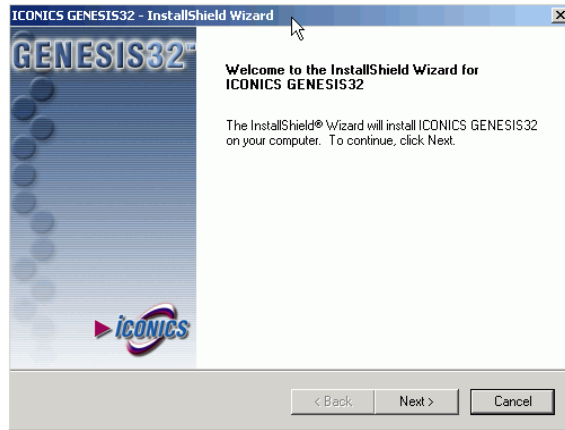 ICONICS GENESIS32 - InstallShield Wizard
GENESIS32™
Welcome to the InstallShield Wizard for
ICONICS GENESIS32
The InstallShield® Wizard will install ICONICS GENESIS32
on your computer. To continue, click Next.
iconics
< Back
Next >
Cancel